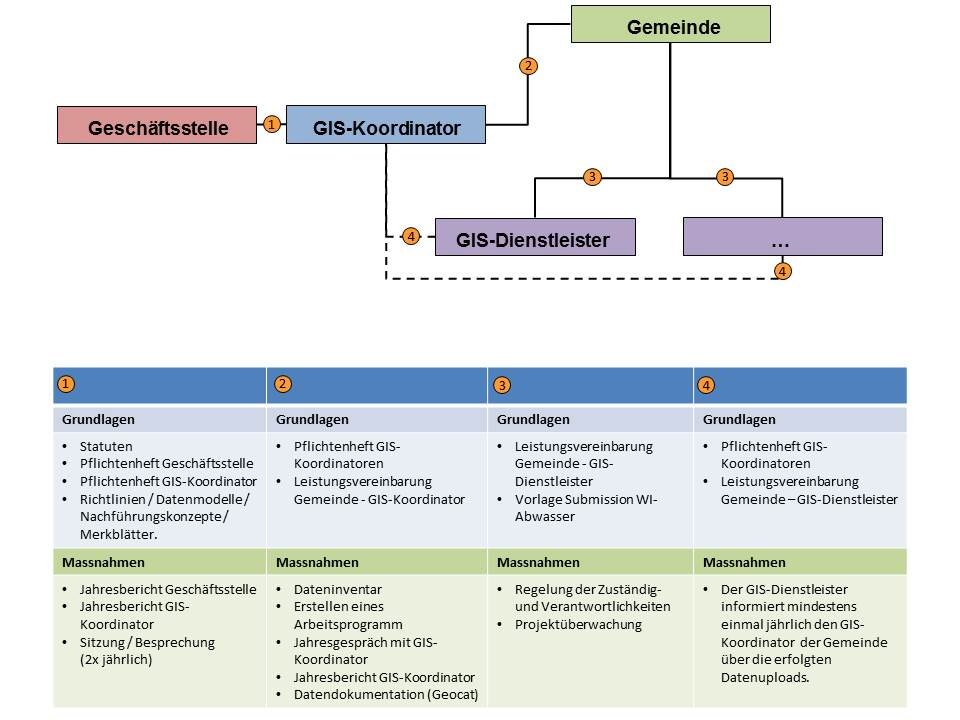 Gemeinde
2
Geschäftsstelle
1
GIS-Koordinator
3
3
4
GIS-Dienstleister
...
4
1
2
3
4
Grundlagen
Grundlagen
Grundlagen
Grundlagen
• Statuten
• Pflichtenheft Geschäftsstelle
• Pflichtenheft GIS-Koordinator
• Richtlinien / Datenmodelle /
Nachführungskonzepte /
Merkblätter.
• Pflichtenheft GIS-
Koordinatoren
• Leistungsvereinbarung
Gemeinde - GIS-Koordinator
• Leistungsvereinbarung
Gemeinde - GIS-
Dienstleister
• Vorlage Submission WI-
Abwasser
• Pflichtenheft GIS-
Koordinatoren
• Leistungsvereinbarung
Gemeinde – GIS-Dienstleister
Massnahmen
Massnahmen
Massnahmen
Massnahmen
• Jahresbericht Geschäftsstelle
• Jahresbericht GIS-
Koordinator
• Sitzung / Besprechung
(2x jährlich)
• Dateninventar
• Erstellen eines
Arbeitsprogramm
• Jahresgespräch mit GIS-
Koordinator
• Jahresbericht GIS-Koordinator
• Datendokumentation (Geocat)
• Regelung der Zuständig-
und Verantwortlichkeiten
• Projektüberwachung
• Der GIS-Dienstleister
informiert mindestens
einmal jährlich den GIS-
Koordinator der Gemeinde
über die erfolgten
Datenuploads.